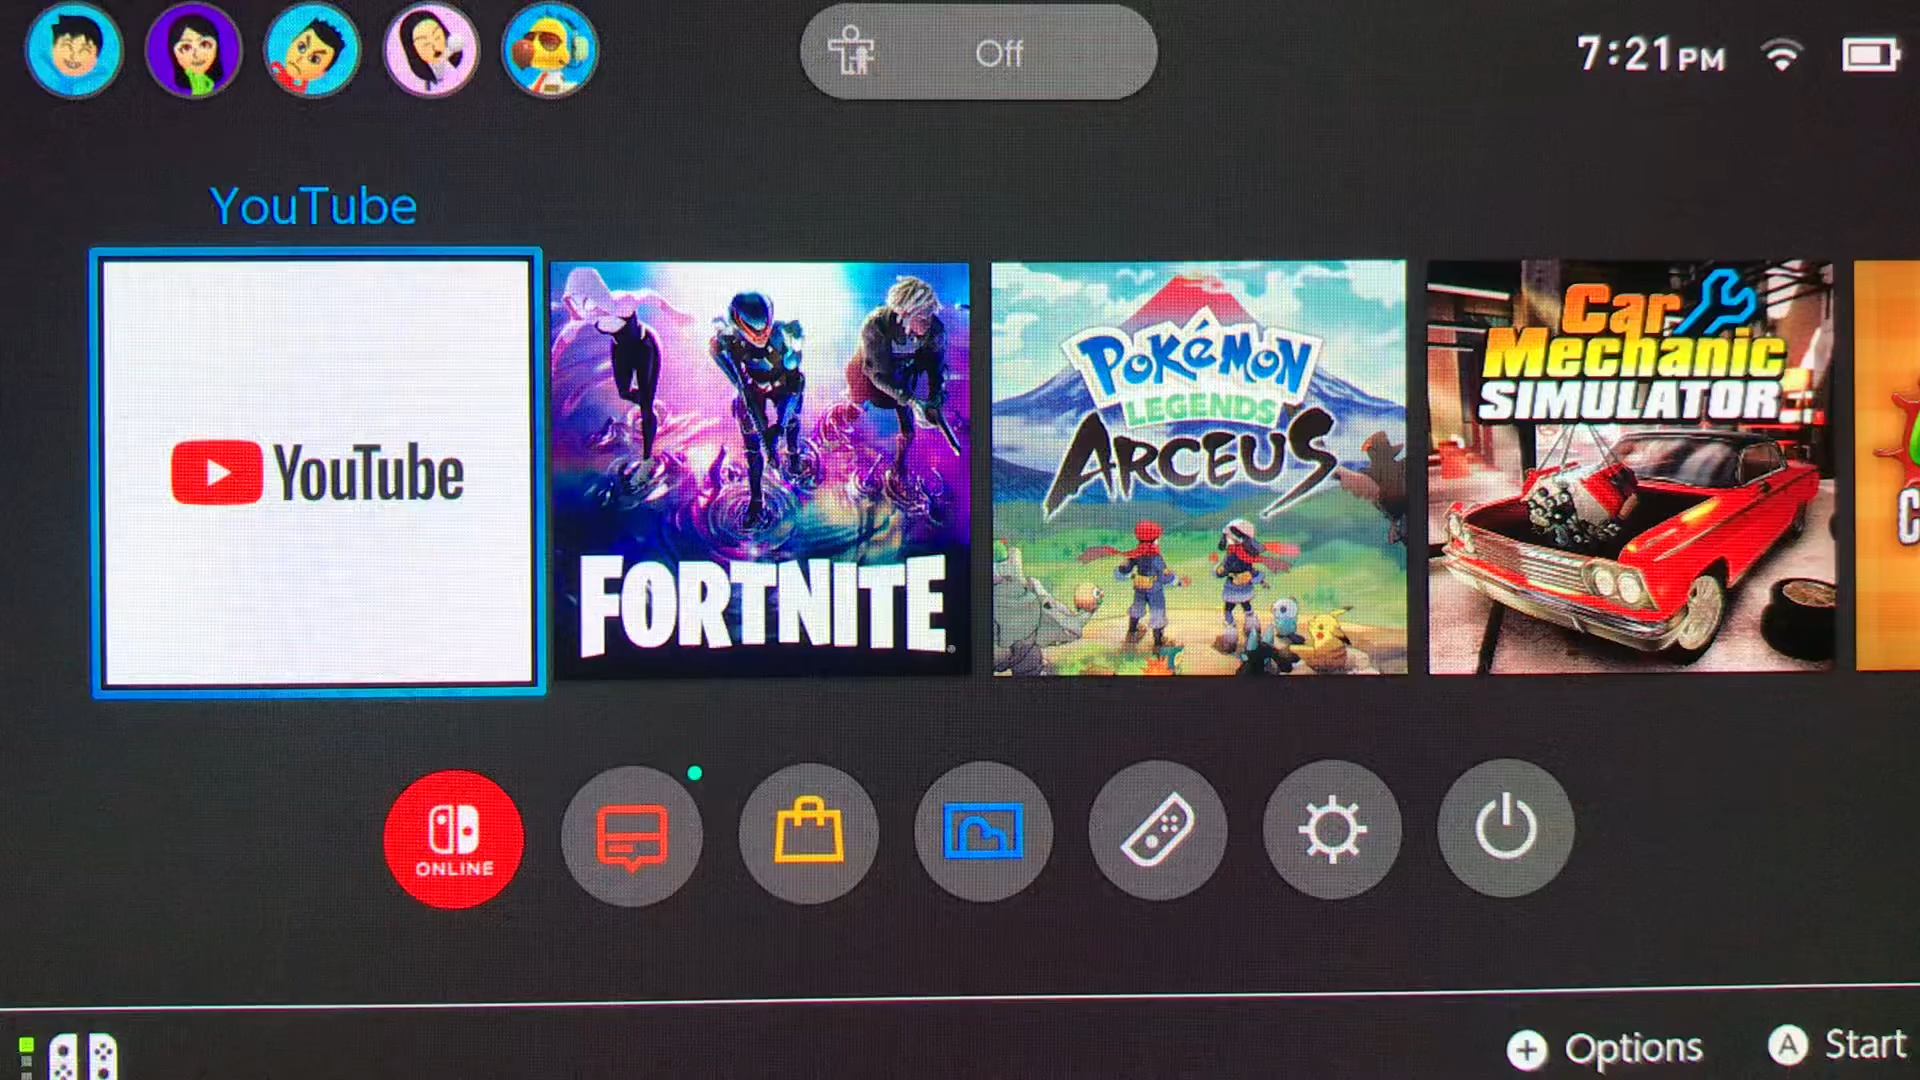 Off
7:21PM
YouTube
YouTube
FORTNITE
POKÉMON
LEGENDS
ARCEUS
Car
Mechanic
SIMULATOR
C
ONLINE
+ Options
A Start